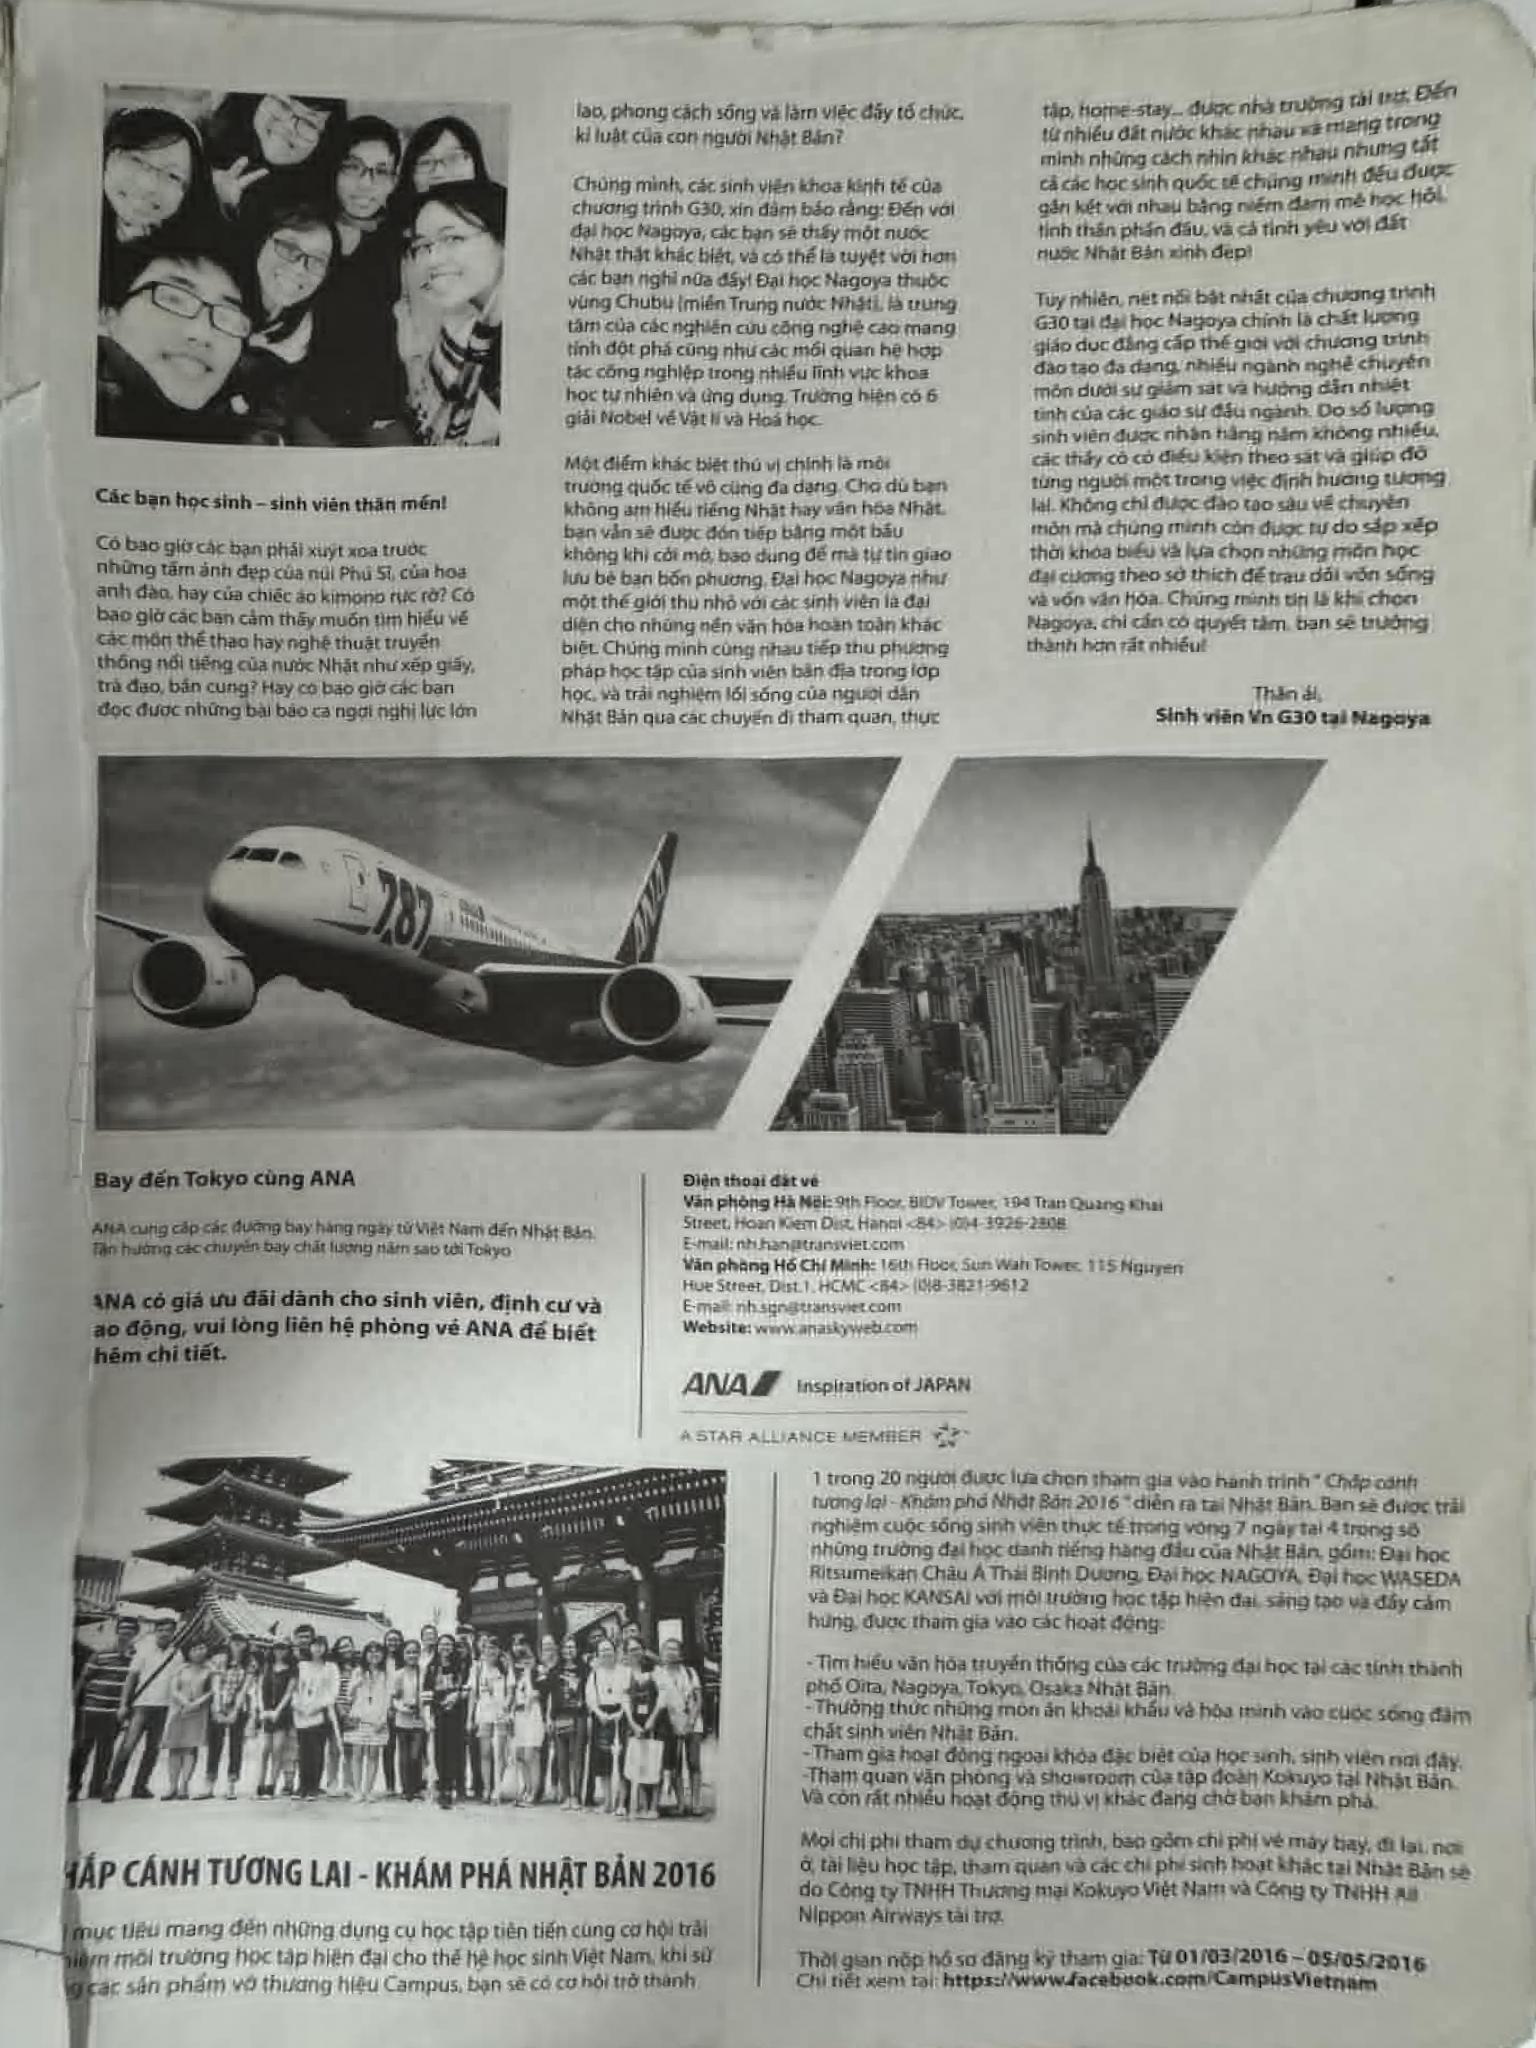 Các bạn học sinh – sinh viên thân mến!
Có bao giờ các bạn phải xuýt xoa trước
những tấm ảnh đẹp của núi Phú Sĩ, của hoa
anh đào, hay của chiếc áo kimono rực rỡ? Có
bao giờ các bạn cảm thấy muốn tìm hiểu về
các môn thể thao hay nghệ thuật truyền
thống nổi tiếng của nước Nhật như xếp giấy,
trà đạo, bắn cung? Hay có bao giờ các bạn
đọc được những bài báo ca ngợi nghị lực lớn
lao, phong cách sống và làm việc đầy tổ chức,
kỉ luật của con người Nhật Bản?
Chúng mình, các sinh viên khoa kinh tế của
chương trình G30, xin đảm bảo rằng: Đến với
đại học Nagoya, các bạn sẽ thấy một nước
Nhật thật khác biệt, và có thể là tuyệt vời hơn
các bạn nghĩ nữa đấy! Đại học Nagoya thuộc
vùng Chubu (miền Trung nước Nhật), là trung
tâm của các nghiên cứu công nghệ cao mang
tính đột phá cũng như các mối quan hệ hợp
tác công nghiệp trong nhiều lĩnh vực khoa
học tự nhiên và ứng dụng. Trường hiện có 6
giải Nobel về Vật lí và Hoá học.
Một điểm khác biệt thú vị chính là môi
trường quốc tế vô cùng đa dạng. Cho dù bạn
không am hiểu tiếng Nhật hay văn hóa Nhật,
bạn vẫn sẽ được đón tiếp bằng một bầu
không khí cởi mở, bao dung để mà tự tin giao
lưu bè bạn bốn phương. Đại học Nagoya như
một thế giới thu nhỏ với các sinh viên là đại
diện cho những nền văn hóa hoàn toàn khác
biệt. Chúng mình cùng nhau tiếp thu phương
pháp học tập của sinh viên bản địa trong lớp
học, và trải nghiệm lối sống của người dân
Nhật Bản qua các chuyến đi tham quan, thực
tập, home-stay... được nhà trường tài trợ. Đến
từ nhiều đất nước khác nhau và mang trong
mình những cách nhìn khác nhau nhưng tất
cả các học sinh quốc tế chúng mình đều được
gắn kết với nhau bằng niềm đam mê học hỏi,
tinh thần phấn đấu, và cả tình yêu với đất
nước Nhật Bản xinh đẹp!
Tuy nhiên, nét nổi bật nhất của chương trình
G30 tại đại học Nagoya chính là chất lượng
giáo dục đẳng cấp thế giới với chương trình
đào tạo đa dạng, nhiều ngành nghề chuyên
môn dưới sự giám sát và hướng dẫn nhiệt
tình của các giáo sư đầu ngành. Do số lượng
sinh viên được nhận hằng năm không nhiều,
các thầy cô có điều kiện theo sát và giúp đỡ
từng người một trong việc định hướng tương
lai. Không chỉ được đào tạo sâu về chuyên
môn mà chúng mình còn được tự do sắp xếp
thời khóa biểu và lựa chọn những môn học
đại cương theo sở thích để trau dồi vốn sống
và vốn văn hóa. Chúng mình tin là khi chọn
Nagoya, chỉ cần có quyết tâm, bạn sẽ trưởng
thành hơn rất nhiều!
Thân ái,
Sinh viên Vn G30 tại Nagoya
787
ANA
Bay đến Tokyo cùng ANA
ANA cung cấp các đường bay hàng ngày từ Việt Nam đến Nhật Bản.
Tận hưởng các chuyến bay chất lượng năm sao tới Tokyo
ANA có giá ưu đãi dành cho sinh viên, định cư và
ao động, vui lòng liên hệ phòng vé ANA để biết
hêm chi tiết.
Điện thoại đặt vé
Văn phòng Hà Nội: 9th Floor, BIDV Tower, 194 Tran Quang Khai
Street, Hoan Kiem Dist, Hanoi <84> (0)4-3926-2808
E-mail: nh.han@transviet.com
Văn phòng Hồ Chí Minh: 16th Floor, Sun Wah Tower, 115 Nguyen
Hue Street, Dist.1, HCMC <84> (0)8-3821-9612
E-mail: nh.sgn@transviet.com
Website: www.anaskyweb.com
ANA Inspiration of JAPAN
A STAR ALLIANCE MEMBER
HẮP CÁNH TƯƠNG LAI - KHÁM PHÁ NHẬT BẢN 2016
mục tiêu mang đến những dụng cụ học tập tiên tiến cùng cơ hội trải
iệm môi trường học tập hiện đại cho thế hệ học sinh Việt Nam, khi sử
g các sản phẩm vở thương hiệu Campus, bạn sẽ có cơ hội trở thành
1 trong 20 người được lựa chọn tham gia vào hành trình " Chắp cánh
tương lai - Khám phá Nhật Bản 2016 " diễn ra tại Nhật Bản. Bạn sẽ được trải
nghiệm cuộc sống sinh viên thực tế trong vòng 7 ngày tại 4 trong số
những trường đại học danh tiếng hàng đầu của Nhật Bản, gồm: Đại học
Ritsumeikan Châu Á Thái Bình Dương, Đại học NAGOYA, Đại học WASEDA
và Đại học KANSAI với môi trường học tập hiện đại, sáng tạo và đầy cảm
hứng, được tham gia vào các hoạt động:
- Tìm hiểu văn hóa truyền thống của các trường đại học tại các tỉnh thành
phố Oita, Nagoya, Tokyo, Osaka Nhật Bản.
- Thưởng thức những món ăn khoái khẩu và hòa mình vào cuộc sống đậm
chất sinh viên Nhật Bản.
- Tham gia hoạt động ngoại khóa đặc biệt của học sinh, sinh viên nơi đây.
-Tham quan văn phòng và showroom của tập đoàn Kokuyo tại Nhật Bản.
Và còn rất nhiều hoạt động thú vị khác đang chờ bạn khám phá.
Mọi chi phí tham dự chương trình, bao gồm chi phí vé máy bay, đi lại, nơi
ở, tài liệu học tập, tham quan và các chi phí sinh hoạt khác tại Nhật Bản sẽ
do Công ty TNHH Thương mại Kokuyo Việt Nam và Công ty TNHH All
Nippon Airways tài trợ.
Thời gian nộp hồ sơ đăng ký tham gia: Từ 01/03/2016 – 05/05/2016
Chi tiết xem tại: https://www.facebook.com/CampusVietnam